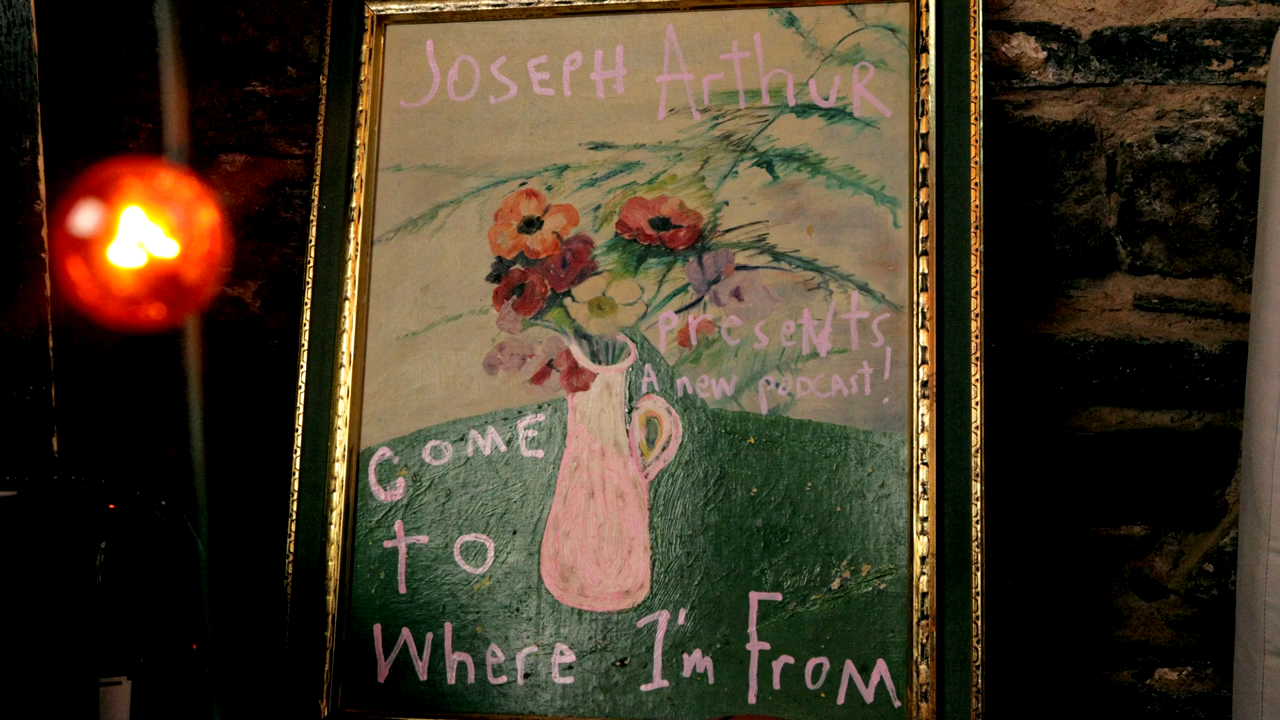 JOSEPH ArthuR
preseNts
A new podcast!
COME
to
Where I'm FroM